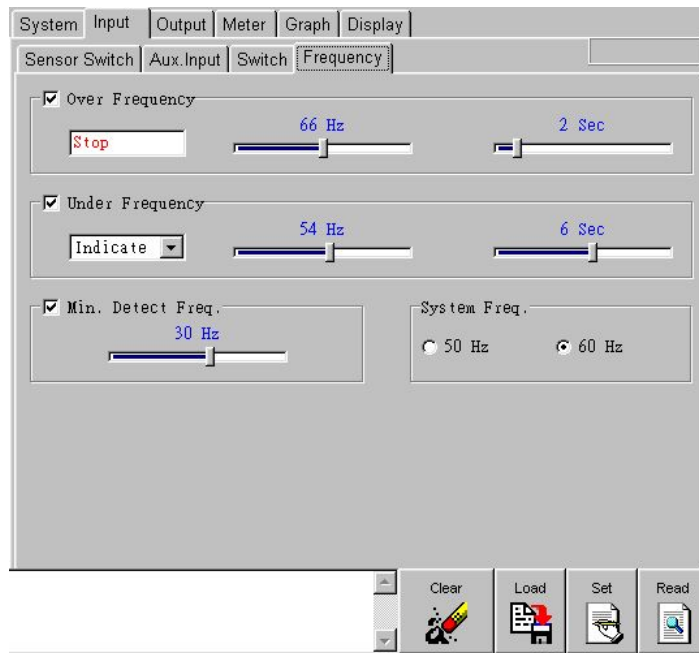 System Input Output Meter Graph Display
Sensor Switch Aux.Input Switch Frequency
Over Frequency
66 Hz 2 Sec
Stop
Under Frequency
54 Hz 6 Sec
Indicate
Min. Detect Freq. System Freq.
30 Hz
50 Hz 60 Hz
Clear Load Set Read